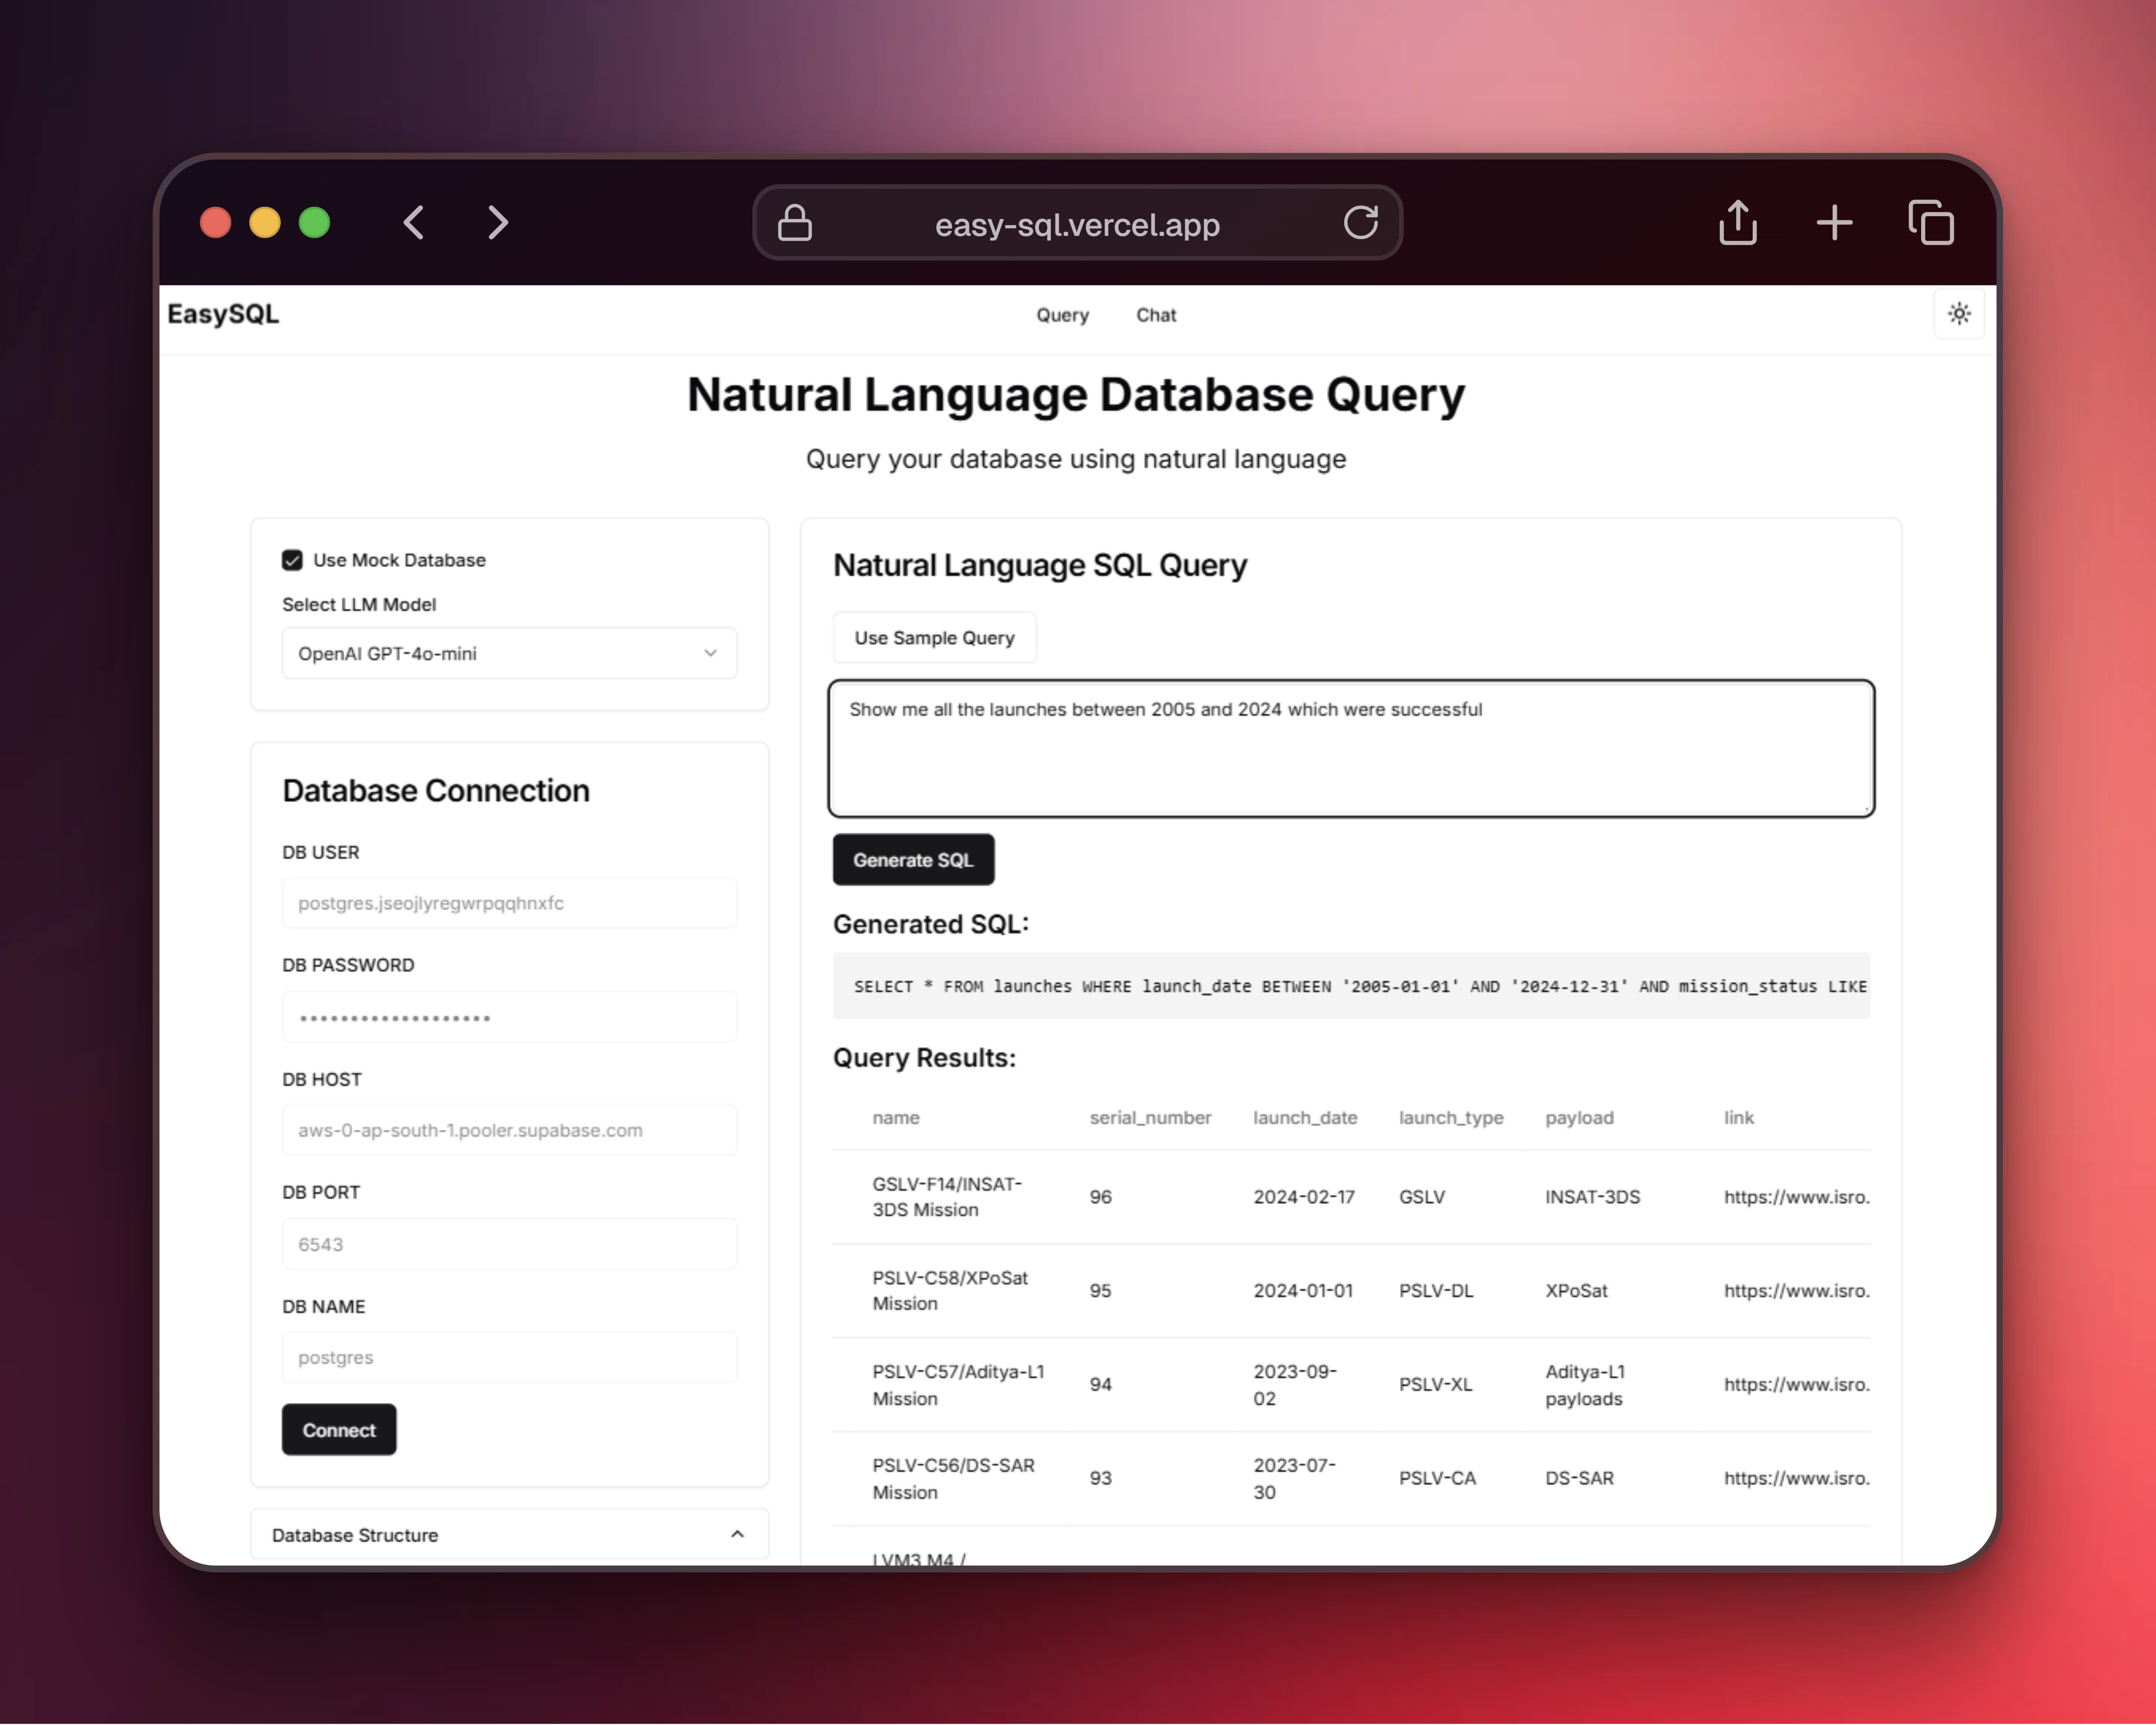 easy-sql.vercel.app
EasySQL
Query Chat
Natural Language Database Query
Query your database using natural language
Use Mock Database
Select LLM Model
OpenAI GPT-4o-mini
Database Connection
DB USER
postgres.jseojlyregwrpqqhnxfc
DB PASSWORD
DB HOST
aws-0-ap-south-1.pooler.supabase.com
DB PORT
6543
DB NAME
postgres
Connect
Database Structure
Natural Language SQL Query
Use Sample Query
Show me all the launches between 2005 and 2024 which were successful
Generate SQL
Generated SQL:
SELECT * FROM launches WHERE launch_date BETWEEN '2005-01-01' AND '2024-12-31' AND mission_status LIKE
Query Results:
name serial_number launch_date launch_type payload link
GSLV-F14/INSAT-
3DS Mission 96 2024-02-17 GSLV INSAT-3DS https://www.isro.
PSLV-C58/XPoSat
Mission 95 2024-01-01 PSLV-DL XPoSat https://www.isro.
PSLV-C57/Aditya-L1 2023-09- Aditya-L1
Mission 94 02 PSLV-XL payloads https://www.isro.
PSLV-C56/DS-SAR 2023-07-
Mission 93 30 PSLV-CA DS-SAR https://www.isro.
LVM3 M4 /